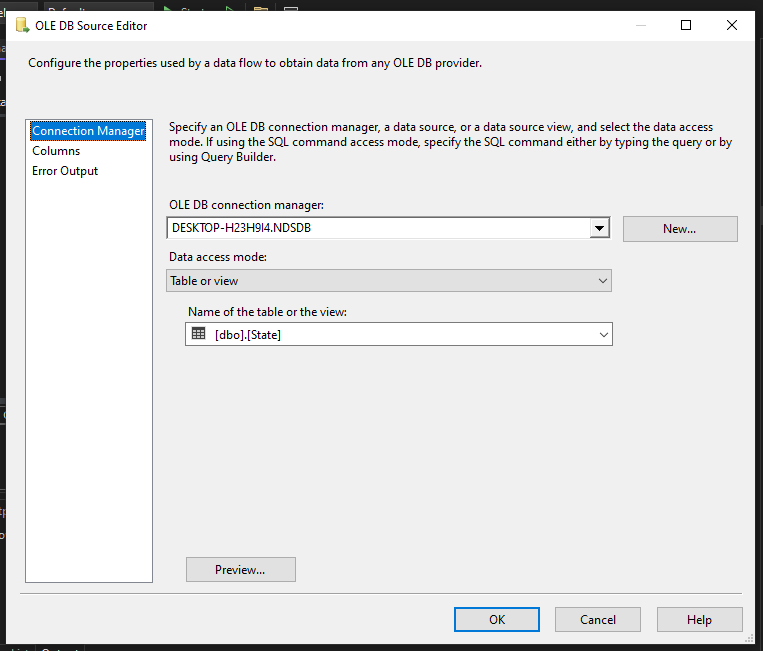 OLE DB Source Editor
Configure the properties used by a data flow to obtain data from any OLE DB provider.
Connection Manager
Columns
Error Output
Specify an OLE DB connection manager, a data source, or a data source view, and select the data access
mode. If using the SQL command access mode, specify the SQL command either by typing the query or by
using Query Builder.
OLE DB connection manager:
DESKTOP-H23H9I4.NDSDB
New...
Data access mode:
Table or view
Name of the table or the view:
[dbo].[State]
Preview...
OK
Cancel
Help